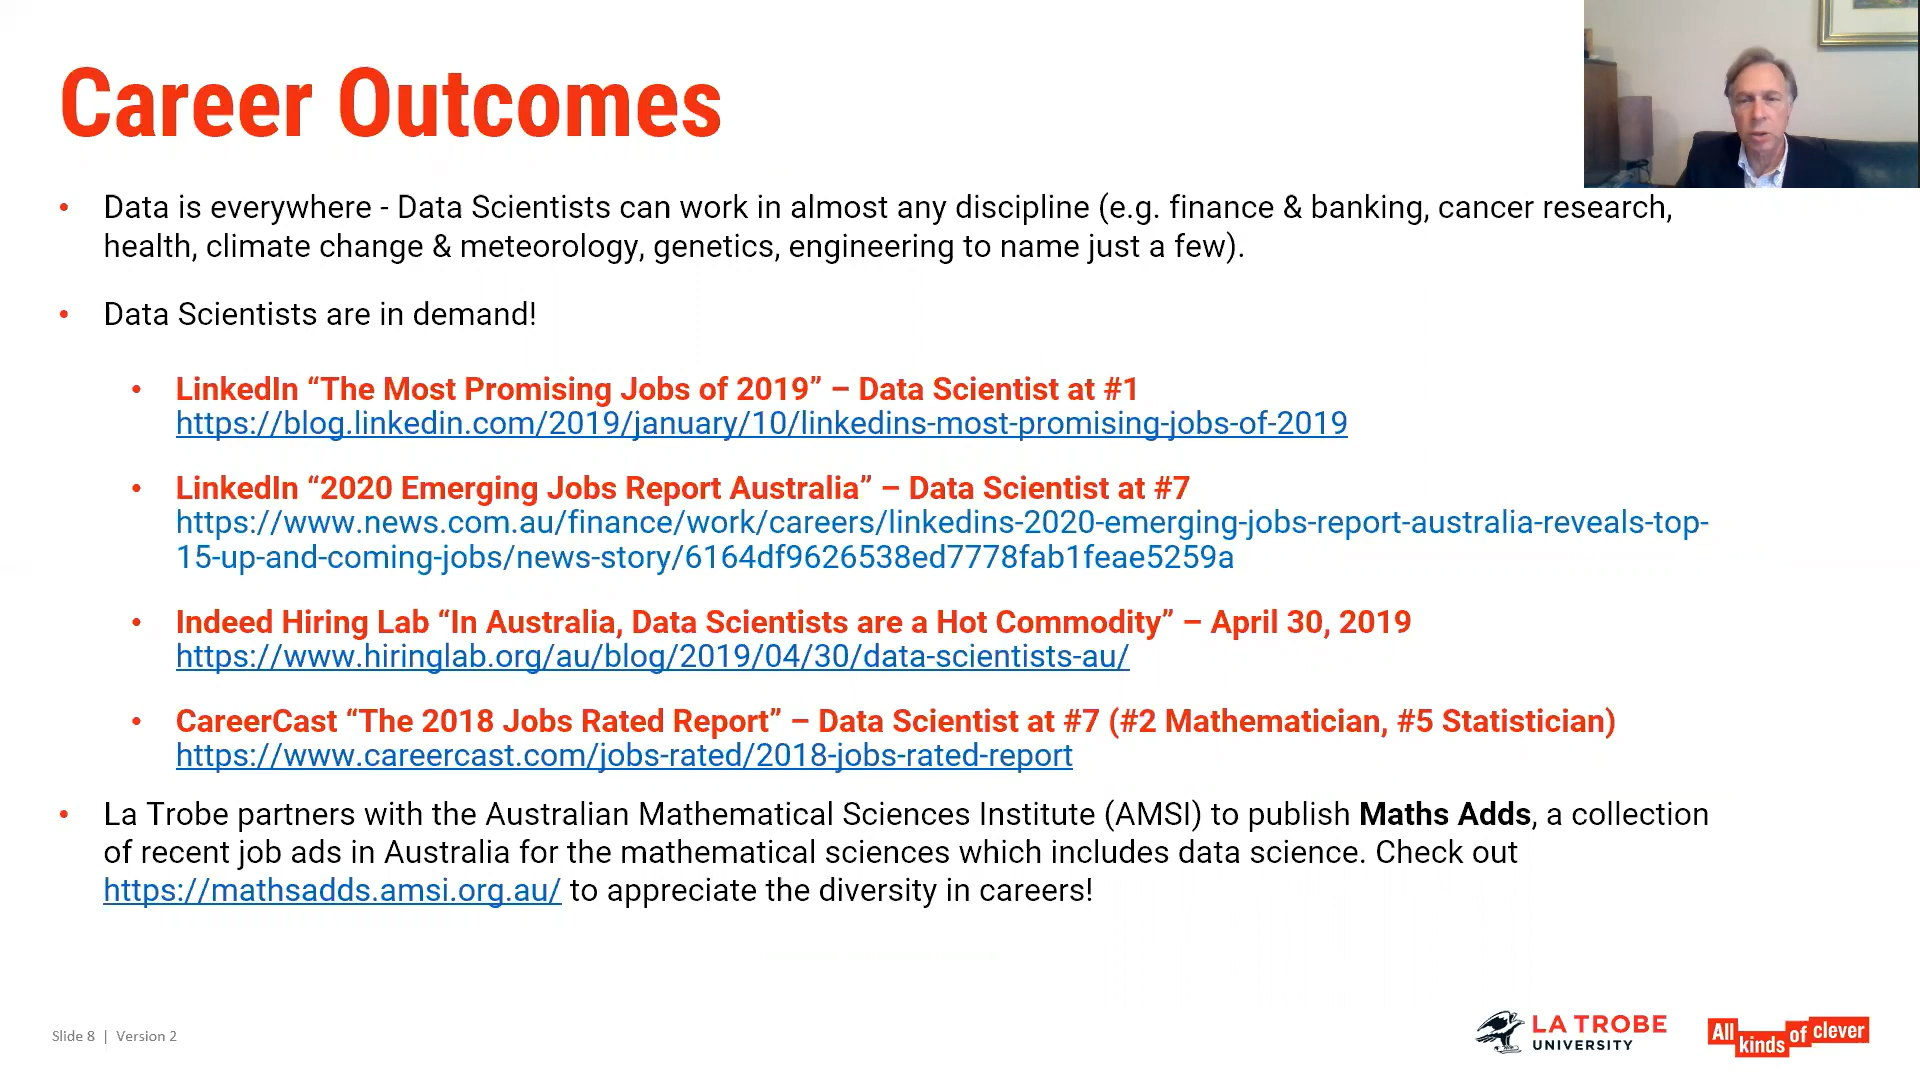 Career Outcomes
• Data is everywhere - Data Scientists can work in almost any discipline (e.g. finance & banking, cancer research,
health, climate change & meteorology, genetics, engineering to name just a few).
• Data Scientists are in demand!
• LinkedIn “The Most Promising Jobs of 2019” – Data Scientist at #1
https://blog.linkedin.com/2019/january/10/linkedins-most-promising-jobs-of-2019
• LinkedIn “2020 Emerging Jobs Report Australia” – Data Scientist at #7
https://www.news.com.au/finance/work/careers/linkedins-2020-emerging-jobs-report-australia-reveals-top-
15-up-and-coming-jobs/news-story/6164df9626538ed7778fab1feae5259a
• Indeed Hiring Lab “In Australia, Data Scientists are a Hot Commodity” – April 30, 2019
https://www.hiringlab.org/au/blog/2019/04/30/data-scientists-au/
• CareerCast “The 2018 Jobs Rated Report” – Data Scientist at #7 (#2 Mathematician, #5 Statistician)
https://www.careercast.com/jobs-rated/2018-jobs-rated-report
• La Trobe partners with the Australian Mathematical Sciences Institute (AMSI) to publish Maths Adds, a collection
of recent job ads in Australia for the mathematical sciences which includes data science. Check out
https://mathsadds.amsi.org.au/ to appreciate the diversity in careers!
Slide 8 | Version 2
LA TROBE
UNIVERSITY
All kinds of clever